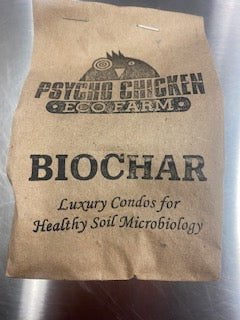 PSYCHO CHICKEN
ECO FARM
BIOCHAR
Luxury Condos for
Healthy Soil Microbiology